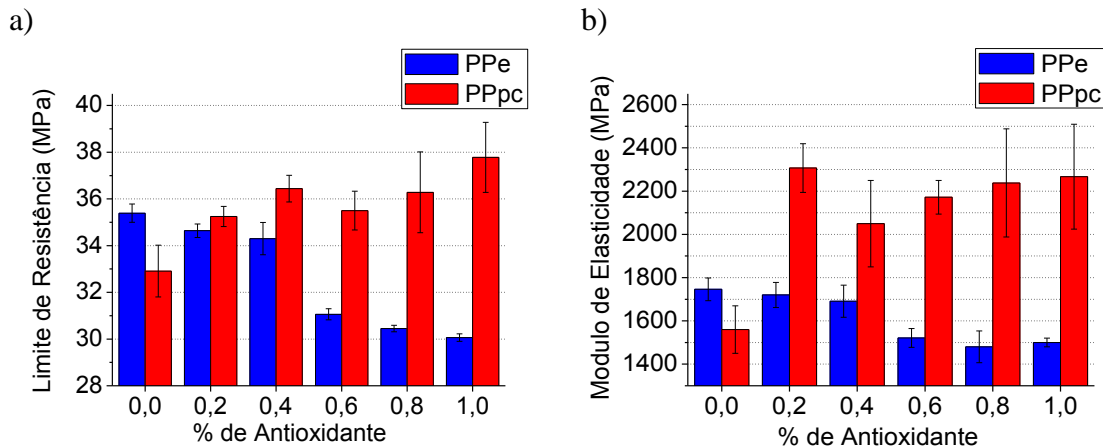 a)
PPe
PPpc
Limite de Resistência (MPa)
40
38
36
34
32
30
28
0,0 0,2 0,4 0,6 0,8 1,0
% de Antioxidante
b)
PPe
PPpc
Modulo de Elasticidade (MPa)
2600
2400
2200
2000
1800
1600
1400
0,0 0,2 0,4 0,6 0,8 1,0
% de Antioxidante